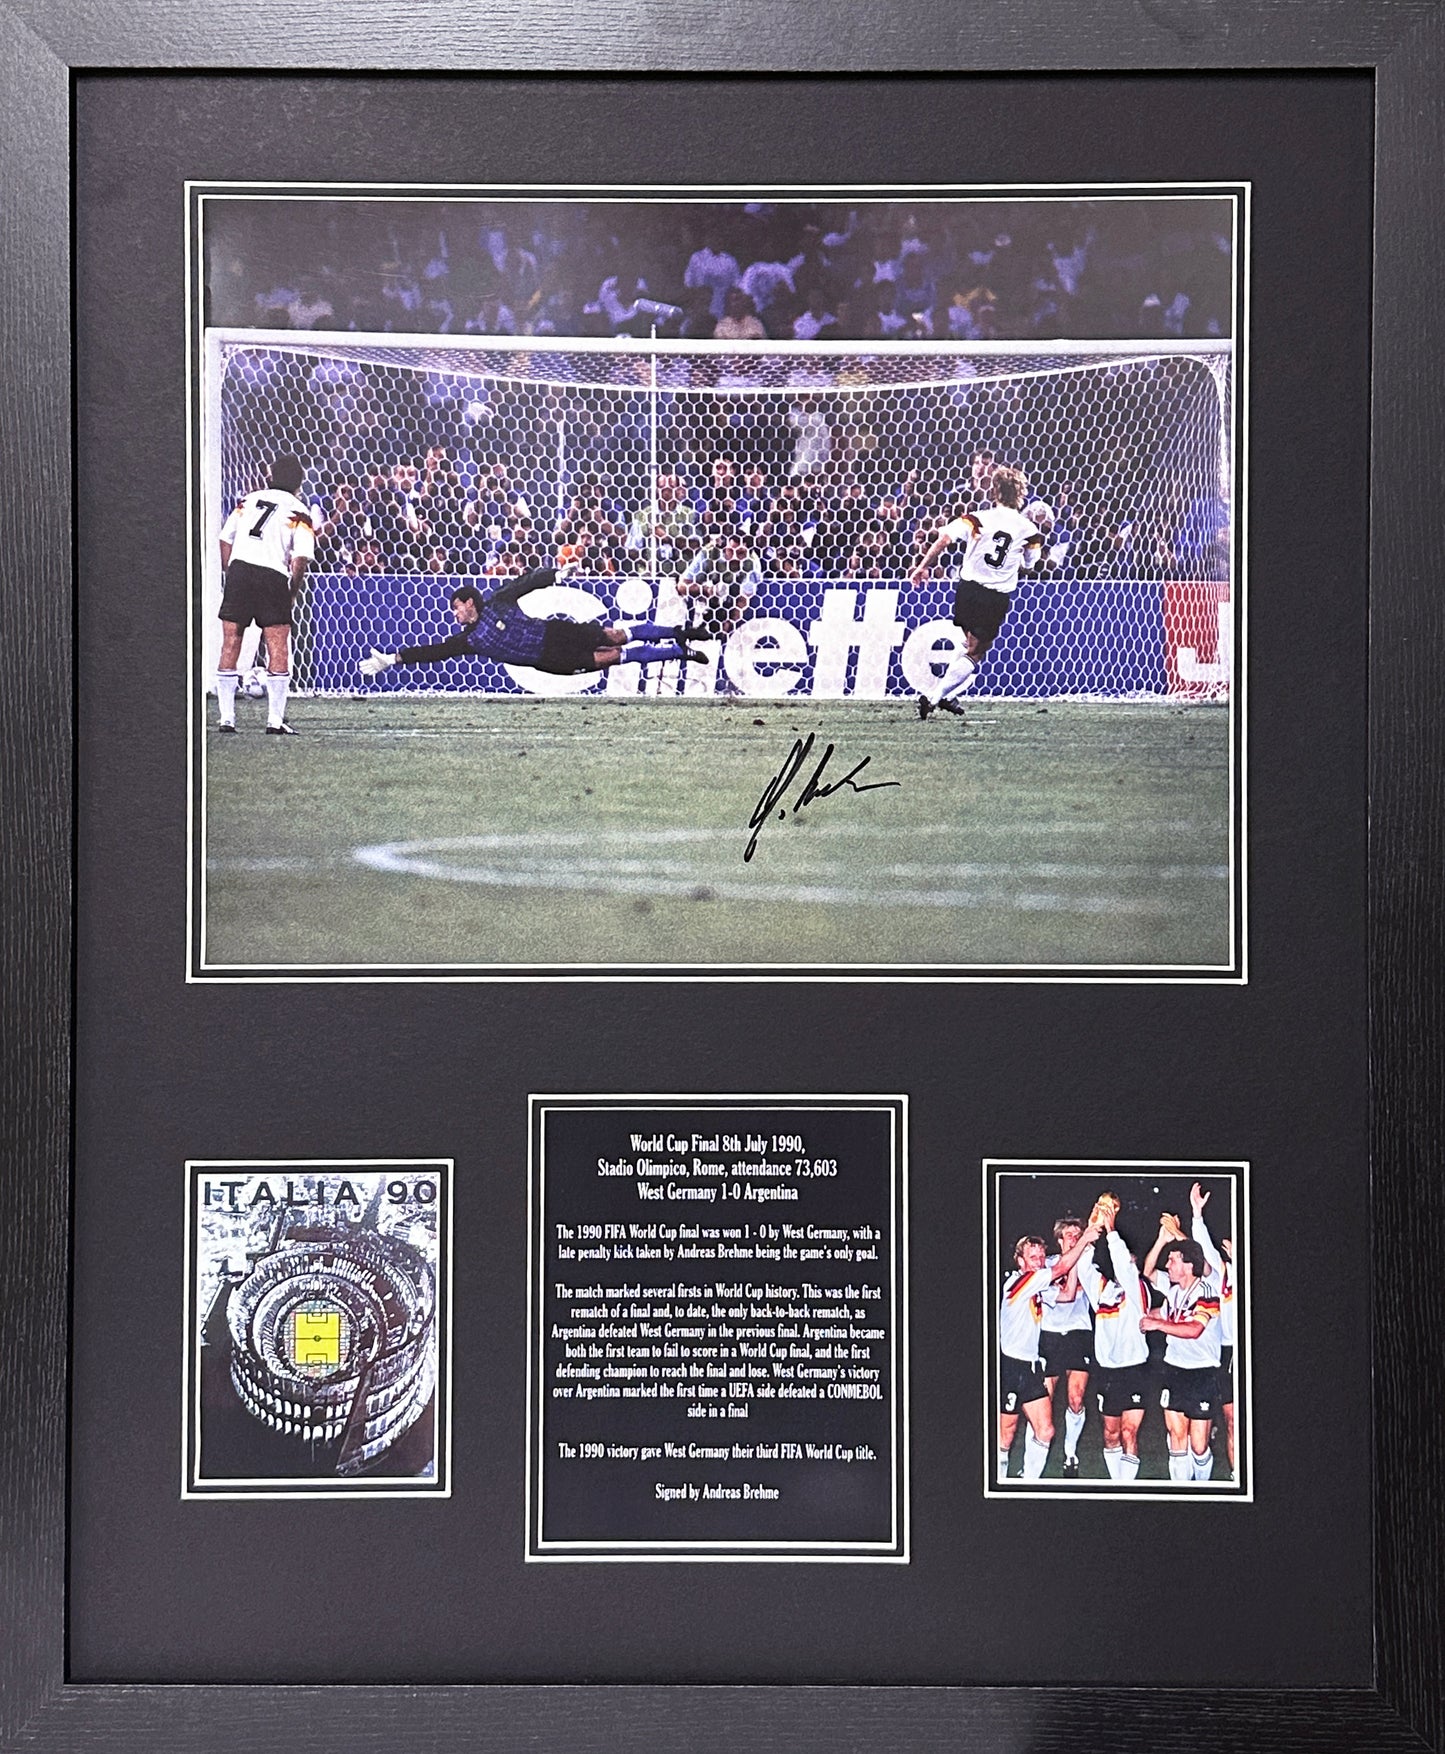 7
3
Gillette
World Cup Final 8th July 1990,
Stadio Olimpico, Rome, attendance 73,603
West Germany 1-0 Argentina
The 1990 FIFA World Cup final was won 1 - 0 by West Germany, with a
late penalty kick taken by Andreas Brehme being the game's only goal.
The match marked several firsts in World Cup history. This was the first
rematch of a final and, to date, the only back-to-back rematch, as
Argentina defeated West Germany in the previous final. Argentina became
both the first team to fail to score in a World Cup final, and the first
defending champion to reach the final and lose. West Germany's victory
over Argentina marked the first time a UEFA side defeated a CONMEBOL
side in a final
The 1990 victory gave West Germany their third FIFA World Cup title.
Signed by Andreas Brehme
ITALIA 90
3